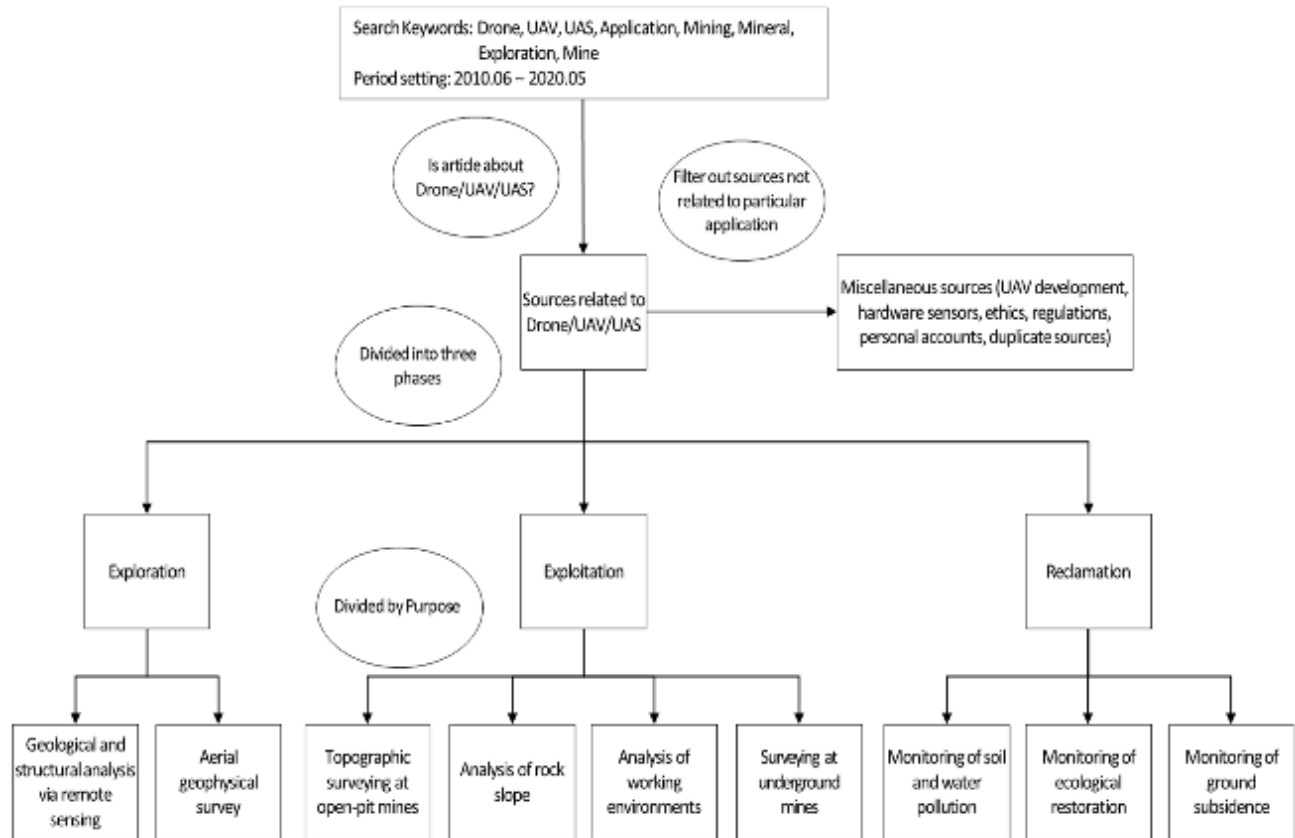 Search Keywords: Drone, UAV, UAS, Application, Mining, Mineral,
Exploration, Mine
Period setting: 2010.06 ~ 2020.05
Is article about
Drone/UAV/UAS?
Filter out sources not
related to particular
application
Sources related to
Drone/UAV/UAS
Miscellaneous sources (UAV development,
hardware sensors, ethics, regulations,
personal accounts, duplicate sources)
Divided into three
phases
Exploration
Exploitation
Reclamation
Divided by Purpose
Geological and
structural analysis
via remote
sensing
Aerial
geophysical
survey
Topographic
surveying at
open-pit mines
Analysis of rock
slope
Analysis of
working
environments
Surveying at
underground
mines
Monitoring of soil
and water
pollution
Monitoring of
ecological
restoration
Monitoring of
ground
subsidence